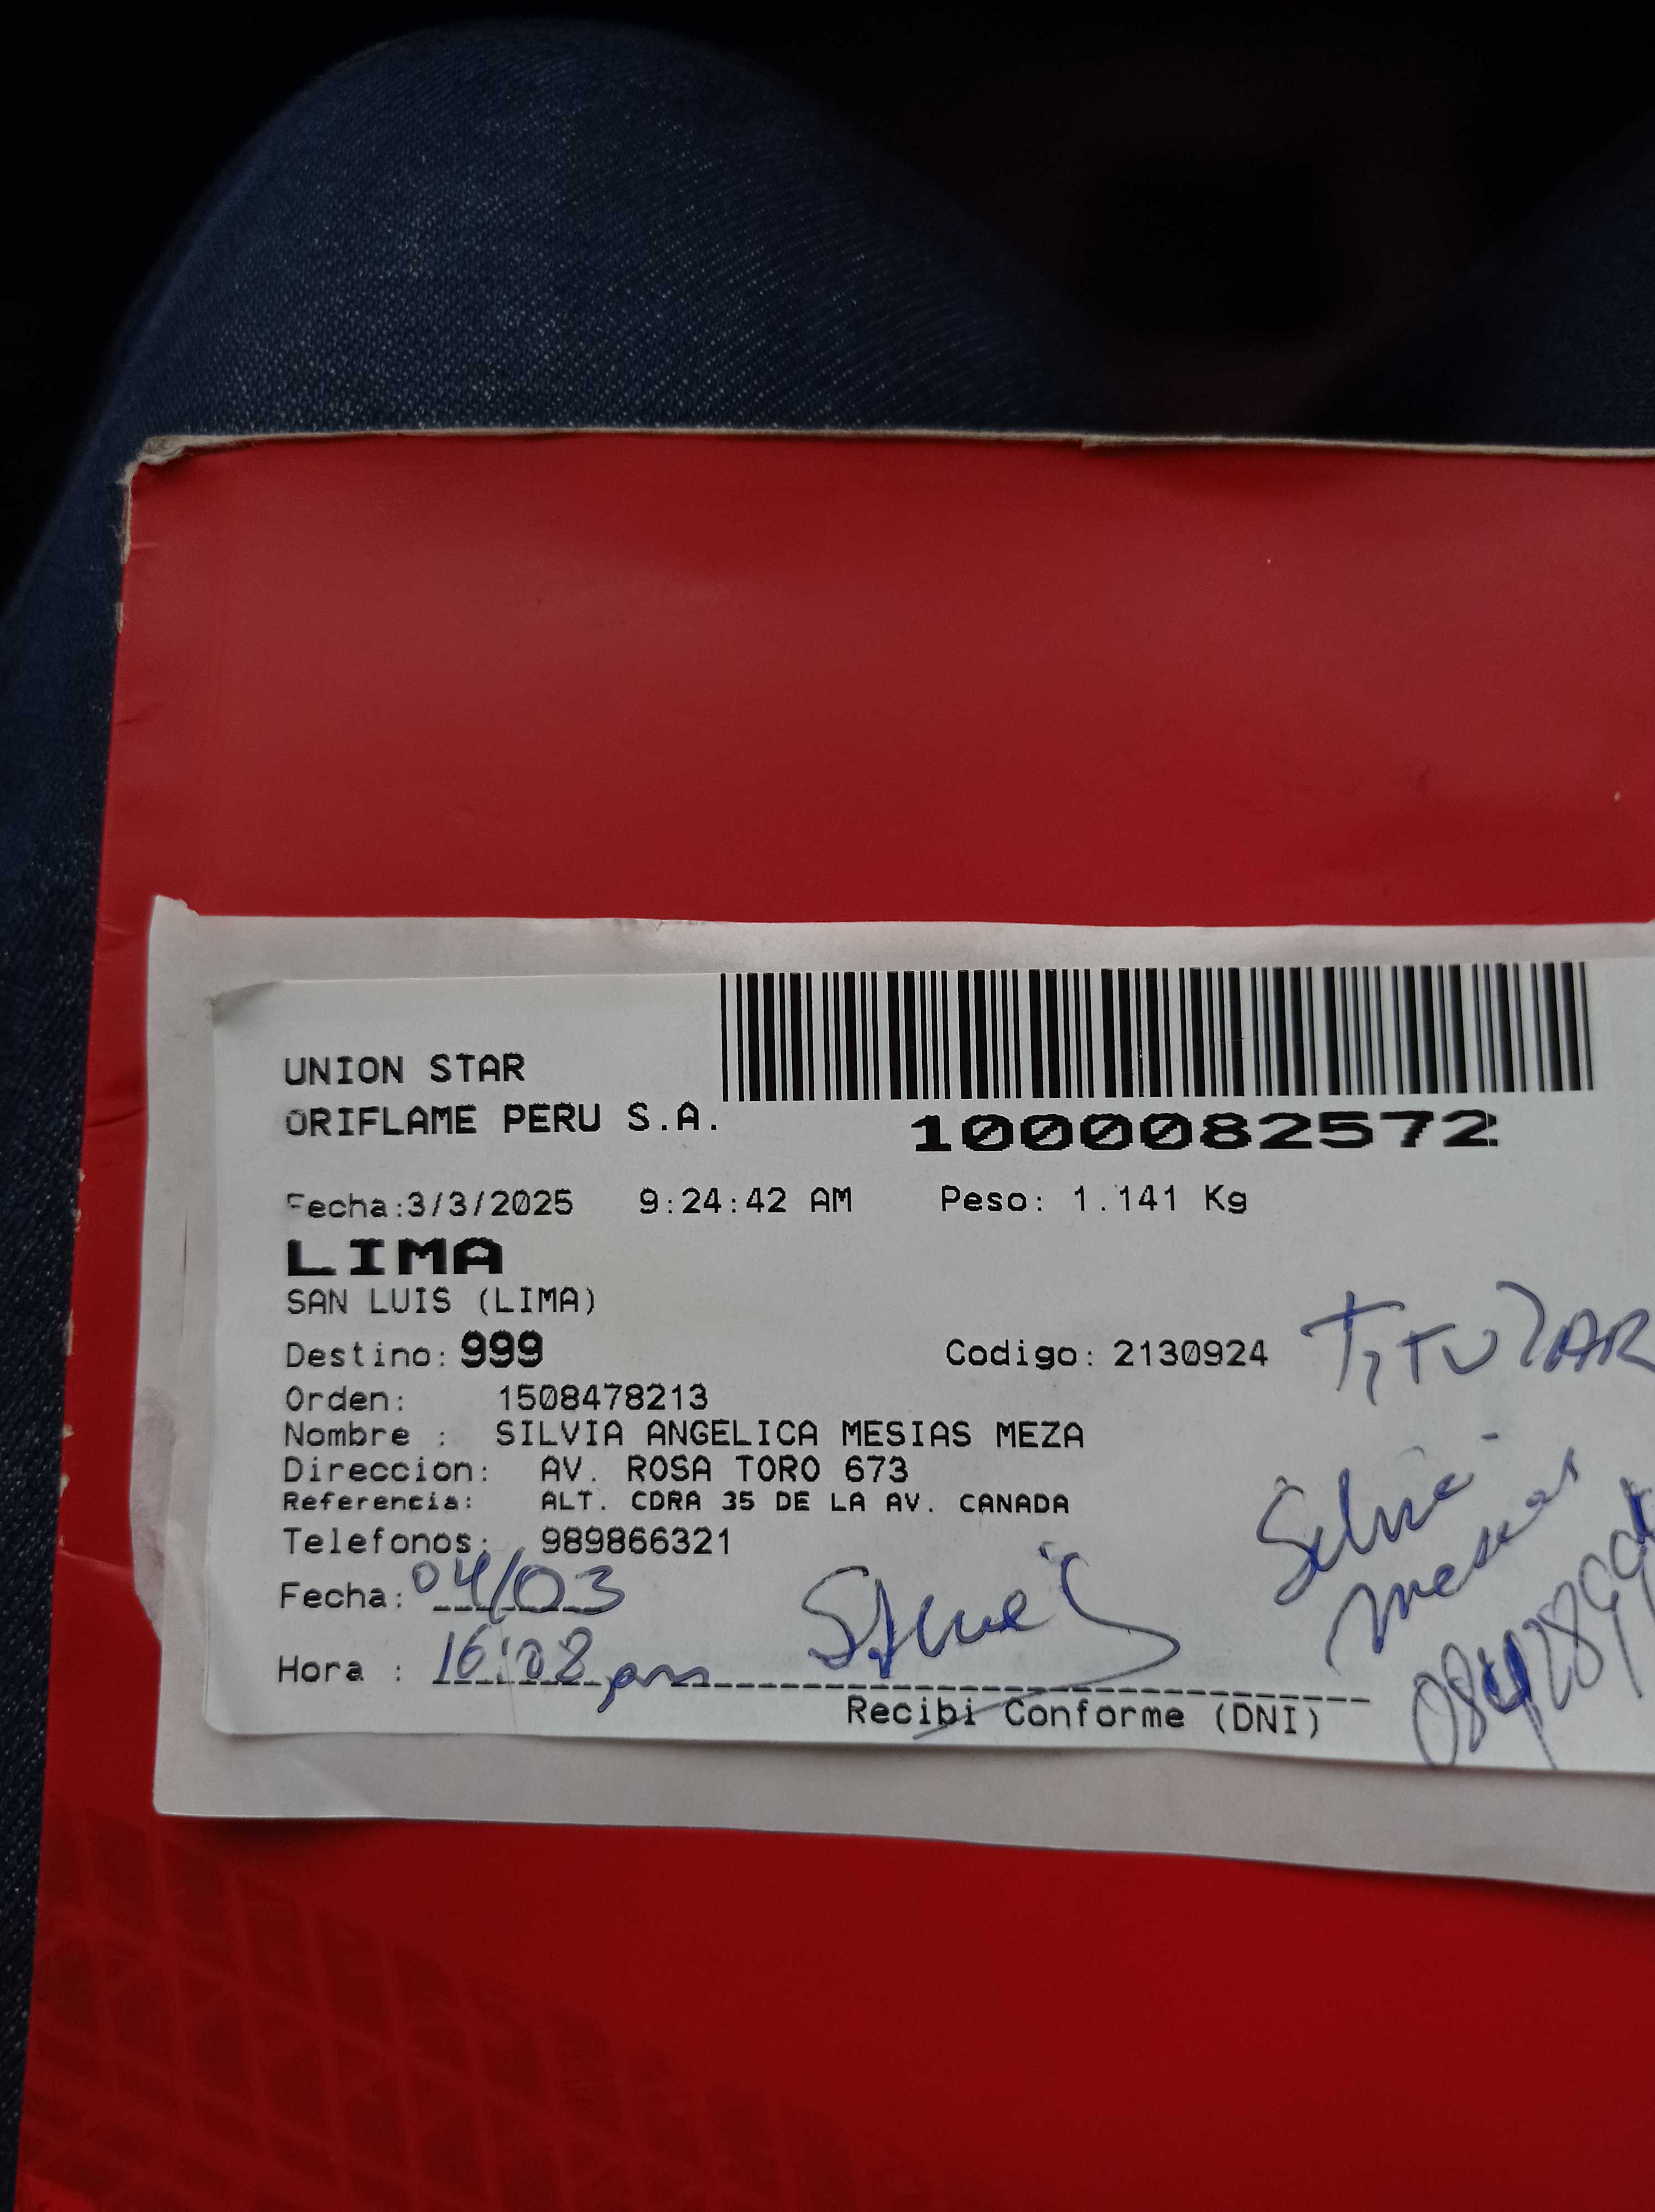 UNION STAR
ORIFLAME PERU S.A.
1000082572
Fecha:3/3/2025 9:24:42 AM Peso: 1.141 Kg
LIMA
SAN LUIS (LIMA)
Destino: 999 Codigo: 2130924 TITULAR
Orden: 1508478213
Nombre : SILVIA ANGELICA MESIAS MEZA
Direccion: AV. ROSA TORO 673
Referencia: ALT. CDRA 35 DE LA AV. CANADA
Telefonos: 989866321
Silvia
Mesias
Fecha: 04/03
Hora : 16:08 pm
Recibi Conforme (DNI)